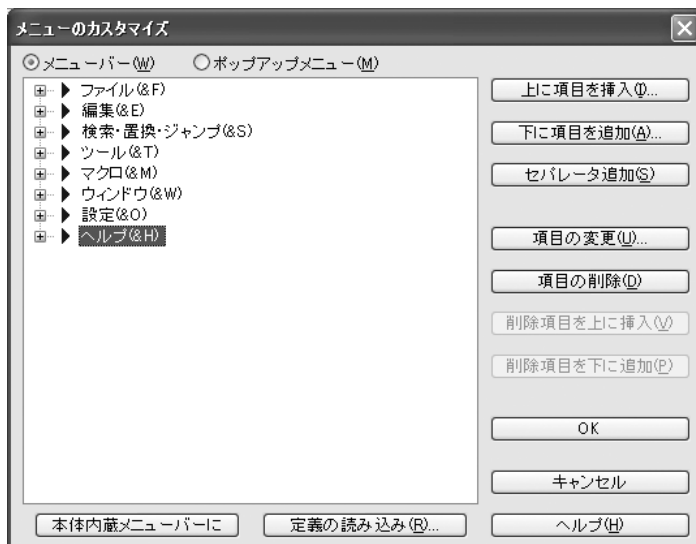 メニューのカスタマイズ
メニューバー(W) ポップアップメニュー(M)
ファイル(&F)
編集(&E)
検索・置換・ジャンプ(&S)
ツール(&T)
マクロ(&M)
ウィンドウ(&W)
設定(&O)
ヘルプ(&H)
上に項目を挿入(I)...
下に項目を追加(A)...
セパレータ追加(S)
項目の変更(U)...
項目の削除(D)
削除項目を上に挿入(V)
削除項目を下に追加(P)
OK
キャンセル
本体内蔵メニューバーに 定義の読み込み(R)... ヘルプ(H)